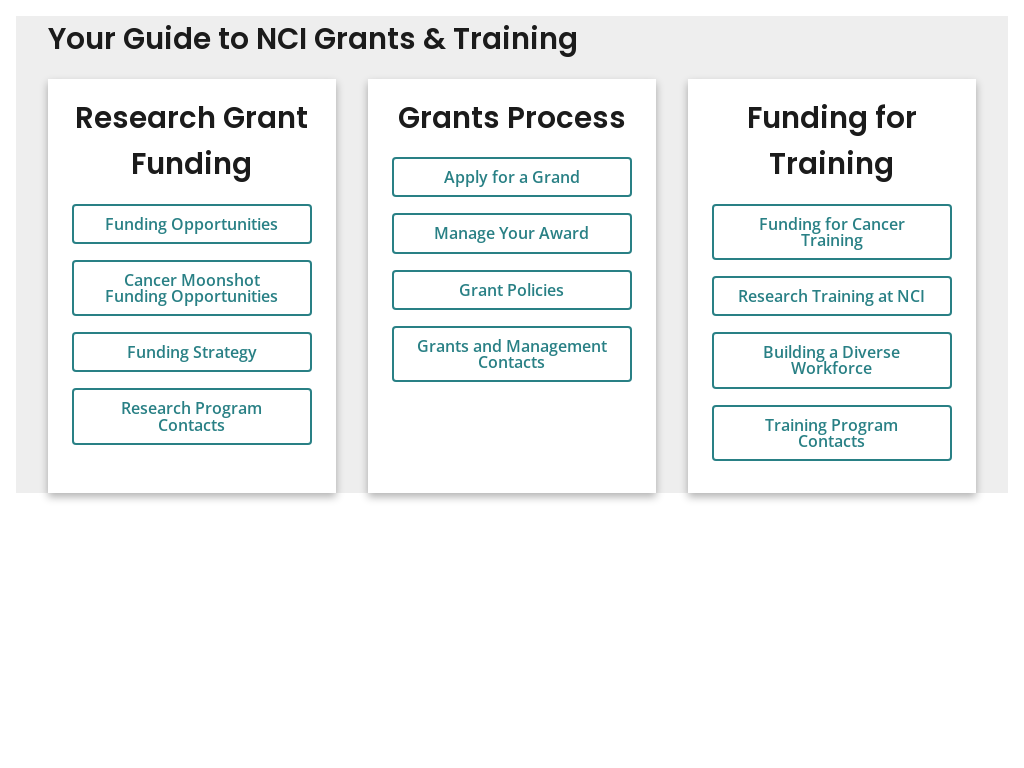 Your Guide to NCI Grants & Training
Research Grant
Funding
Funding Opportunities
Cancer Moonshot
Funding Opportunities
Funding Strategy
Research Program
Contacts
Grants Process
Apply for a Grand
Manage Your Award
Grant Policies
Grants and Management
Contacts
Funding for
Training
Funding for Cancer
Training
Research Training at NCI
Building a Diverse
Workforce
Training Program
Contacts